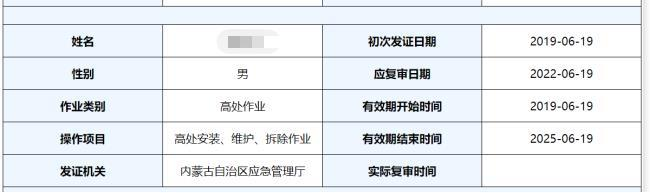 姓名 初次发证日期 2019-06-19
性别 男 应复审日期 2022-06-19
作业类别 高处作业 有效期开始时间 2019-06-19
操作项目 高处安装、维护、拆除作业 有效期结束时间 2025-06-19
发证机关 内蒙古自治区应急管理厅 实际复审时间